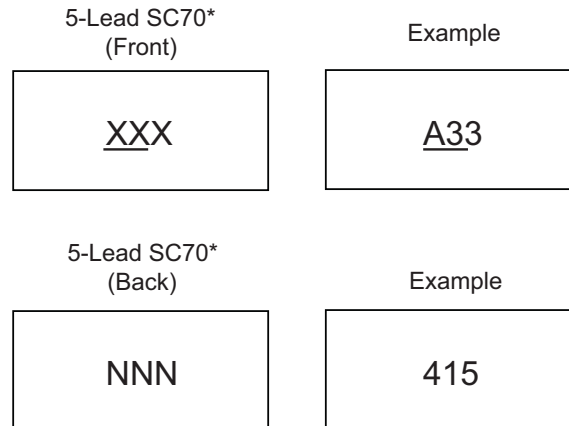 5-Lead SC70*
(Front)
Example
XXX
A33
5-Lead SC70*
(Back)
Example
NNN
415